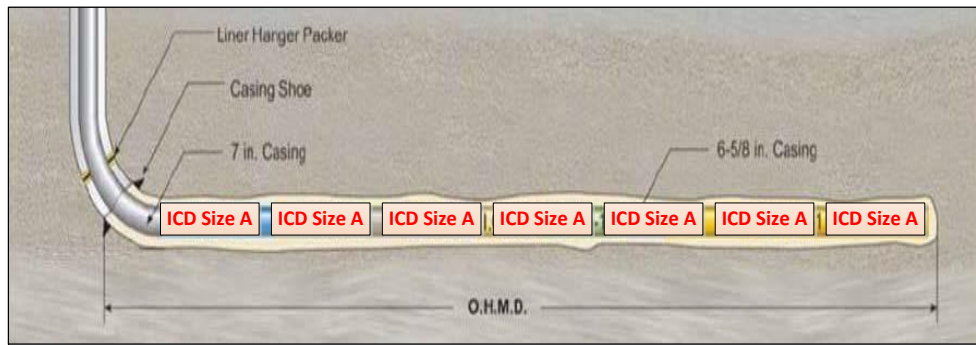 Liner Hanger Packer
Casing Shoe
7 in. Casing
6-5/8 in. Casing
ICD Size A ICD Size A ICD Size A ICD Size A ICD Size A ICD Size A ICD Size A
O.H.M.D.